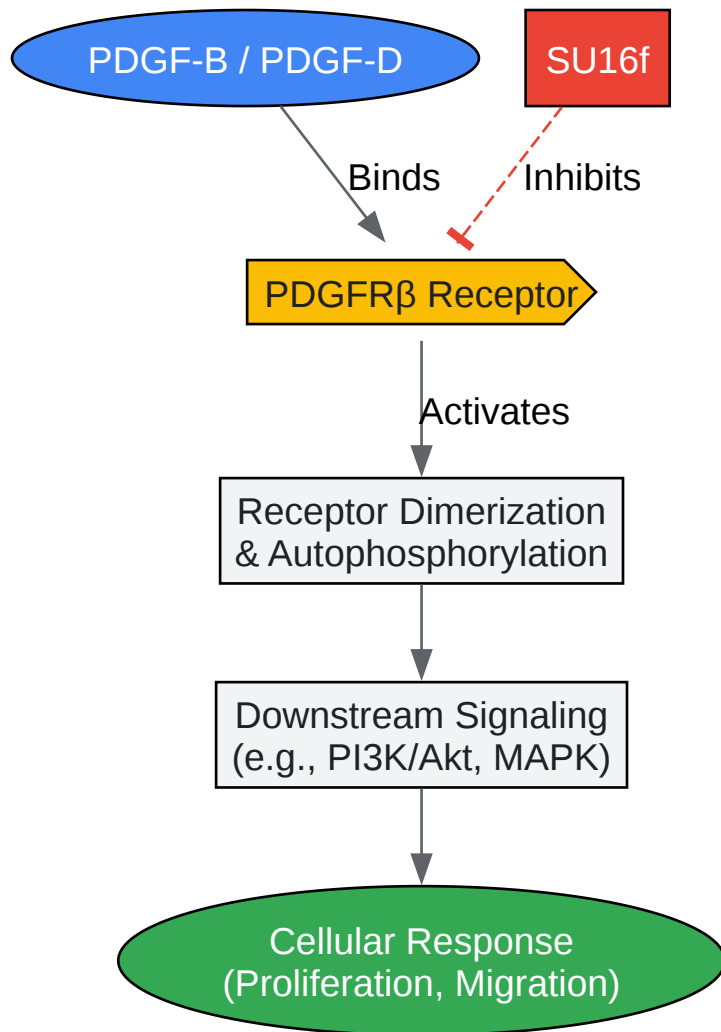 PDGF-B / PDGF-D
SU16f
Binds
Inhibits
PDGFRβ Receptor
Activates
Receptor Dimerization
& Autophosphorylation
Downstream Signaling
(e.g., PI3K/Akt, MAPK)
Cellular Response
(Proliferation, Migration)